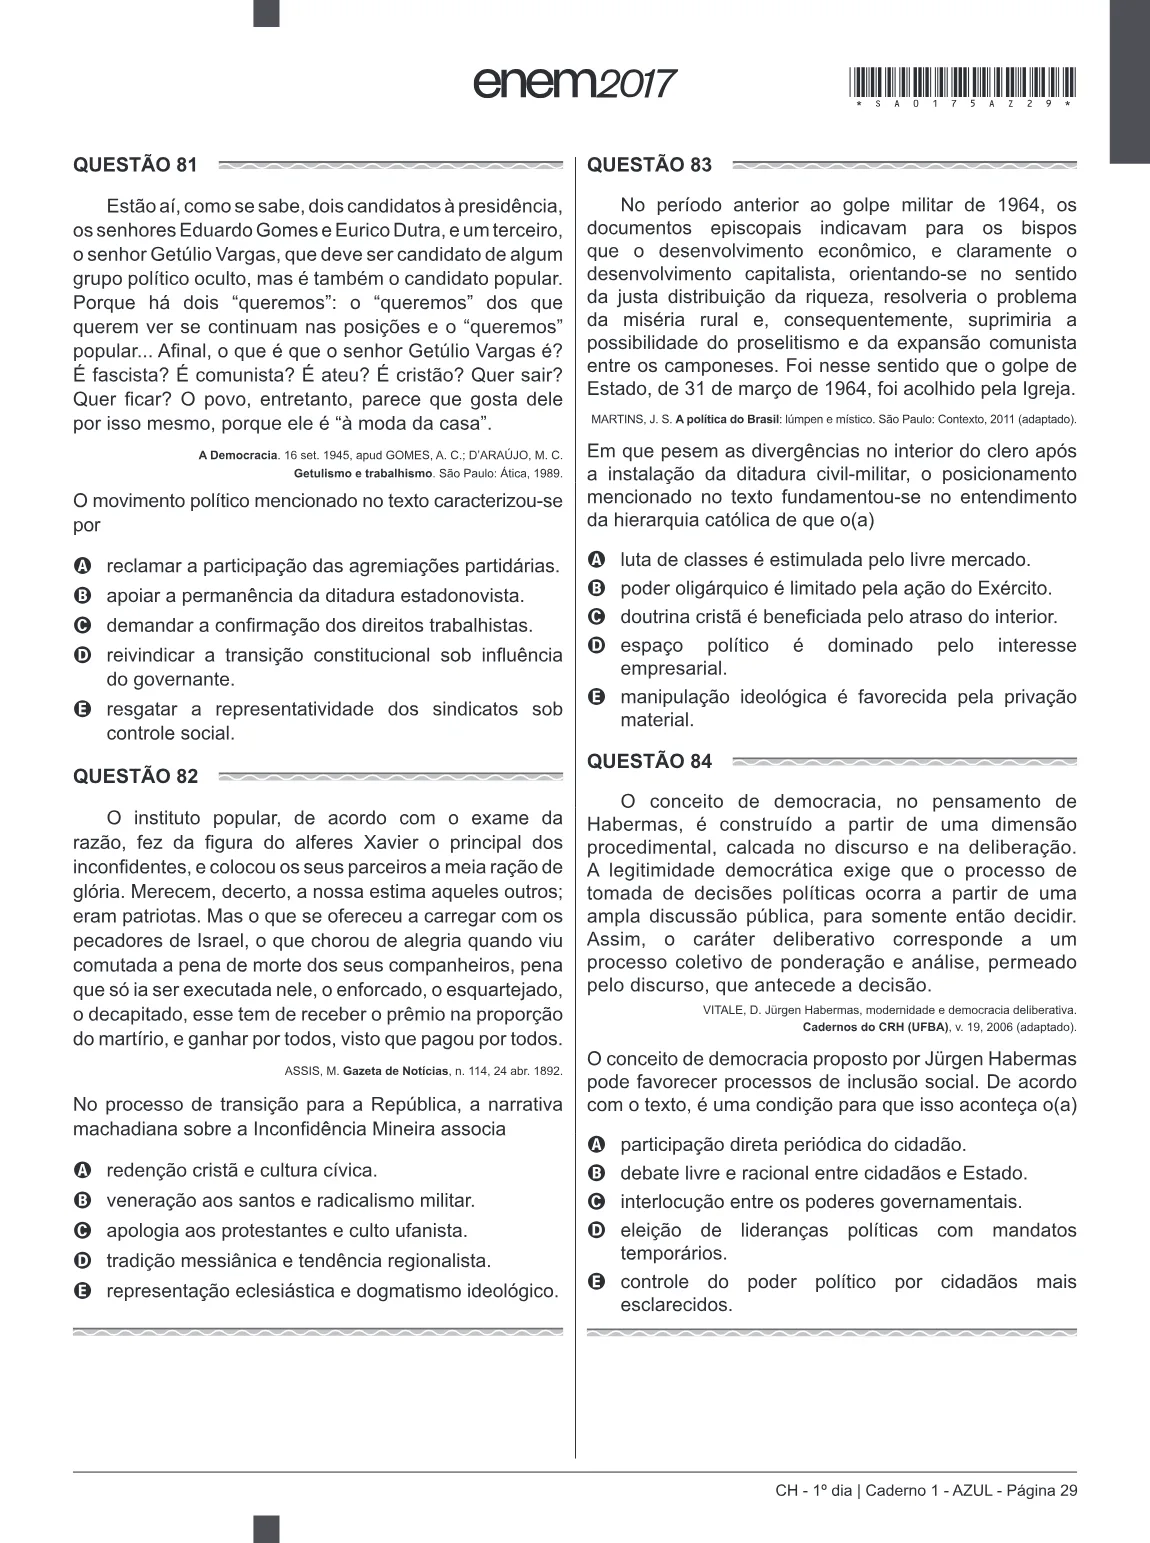 enem2017
*SA0175AZ29*
QUESTÃO 81
Estão aí, como se sabe, dois candidatos à presidência,
os senhores Eduardo Gomes e Eurico Dutra, e um terceiro,
o senhor Getúlio Vargas, que deve ser candidato de algum
grupo político oculto, mas é também o candidato popular.
Porque há dois “queremos”: o “queremos” dos que
querem ver se continuam nas posições e o “queremos”
popular... Afinal, o que é que o senhor Getúlio Vargas é?
É fascista? É comunista? É ateu? É cristão? Quer sair?
Quer ficar? O povo, entretanto, parece que gosta dele
por isso mesmo, porque ele é “à moda da casa”.
A Democracia. 16 set. 1945, apud GOMES, A. C.; D’ARAÚJO, M. C.
Getulismo e trabalhismo. São Paulo: Ática, 1989.
O movimento político mencionado no texto caracterizou-se
por
A reclamar a participação das agremiações partidárias.
B apoiar a permanência da ditadura estadonovista.
C demandar a confirmação dos direitos trabalhistas.
D reivindicar a transição constitucional sob influência
do governante.
E resgatar a representatividade dos sindicatos sob
controle social.
QUESTÃO 82
O instituto popular, de acordo com o exame da
razão, fez da figura do alferes Xavier o principal dos
inconfidentes, e colocou os seus parceiros a meia ração de
glória. Merecem, decerto, a nossa estima aqueles outros;
eram patriotas. Mas o que se ofereceu a carregar com os
pecadores de Israel, o que chorou de alegria quando viu
comutada a pena de morte dos seus companheiros, pena
que só ia ser executada nele, o enforcado, o esquartejado,
o decapitado, esse tem de receber o prêmio na proporção
do martírio, e ganhar por todos, visto que pagou por todos.
ASSIS, M. Gazeta de Notícias, n. 114, 24 abr. 1892.
No processo de transição para a República, a narrativa
machadiana sobre a Inconfidência Mineira associa
A redenção cristã e cultura cívica.
B veneração aos santos e radicalismo militar.
C apologia aos protestantes e culto ufanista.
D tradição messiânica e tendência regionalista.
E representação eclesiástica e dogmatismo ideológico.
QUESTÃO 83
No período anterior ao golpe militar de 1964, os
documentos episcopais indicavam para os bispos
que o desenvolvimento econômico, e claramente o
desenvolvimento capitalista, orientando-se no sentido
da justa distribuição da riqueza, resolveria o problema
da miséria rural e, consequentemente, suprimiria a
possibilidade do proselitismo e da expansão comunista
entre os camponeses. Foi nesse sentido que o golpe de
Estado, de 31 de março de 1964, foi acolhido pela Igreja.
MARTINS, J. S. A política do Brasil: lúmpen e místico. São Paulo: Contexto, 2011 (adaptado).
Em que pesem as divergências no interior do clero após
a instalação da ditadura civil-militar, o posicionamento
mencionado no texto fundamentou-se no entendimento
da hierarquia católica de que o(a)
A luta de classes é estimulada pelo livre mercado.
B poder oligárquico é limitado pela ação do Exército.
C doutrina cristã é beneficiada pelo atraso do interior.
D espaço político é dominado pelo interesse
empresarial.
E manipulação ideológica é favorecida pela privação
material.
QUESTÃO 84
O conceito de democracia, no pensamento de
Habermas, é construído a partir de uma dimensão
procedimental, calcada no discurso e na deliberação.
A legitimidade democrática exige que o processo de
tomada de decisões políticas ocorra a partir de uma
ampla discussão pública, para somente então decidir.
Assim, o caráter deliberativo corresponde a um
processo coletivo de ponderação e análise, permeado
pelo discurso, que antecede a decisão.
VITALE, D. Jürgen Habermas, modernidade e democracia deliberativa.
Cadernos do CRH (UFBA), v. 19, 2006 (adaptado).
O conceito de democracia proposto por Jürgen Habermas
pode favorecer processos de inclusão social. De acordo
com o texto, é uma condição para que isso aconteça o(a)
A participação direta periódica do cidadão.
B debate livre e racional entre cidadãos e Estado.
C interlocução entre os poderes governamentais.
D eleição de lideranças políticas com mandatos
temporários.
E controle do poder político por cidadãos mais
esclarecidos.
CH - 1º dia | Caderno 1 - AZUL - Página 29